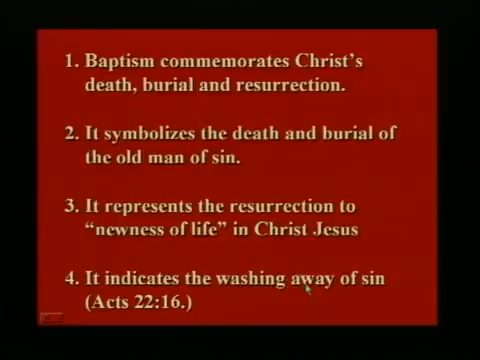 1. Baptism commemorates Christ's
death, burial and resurrection.
2. It symbolizes the death and burial of
the old man of sin.
3. It represents the resurrection to
“newness of life” in Christ Jesus
4. It indicates the washing away of sin
(Acts 22:16.)